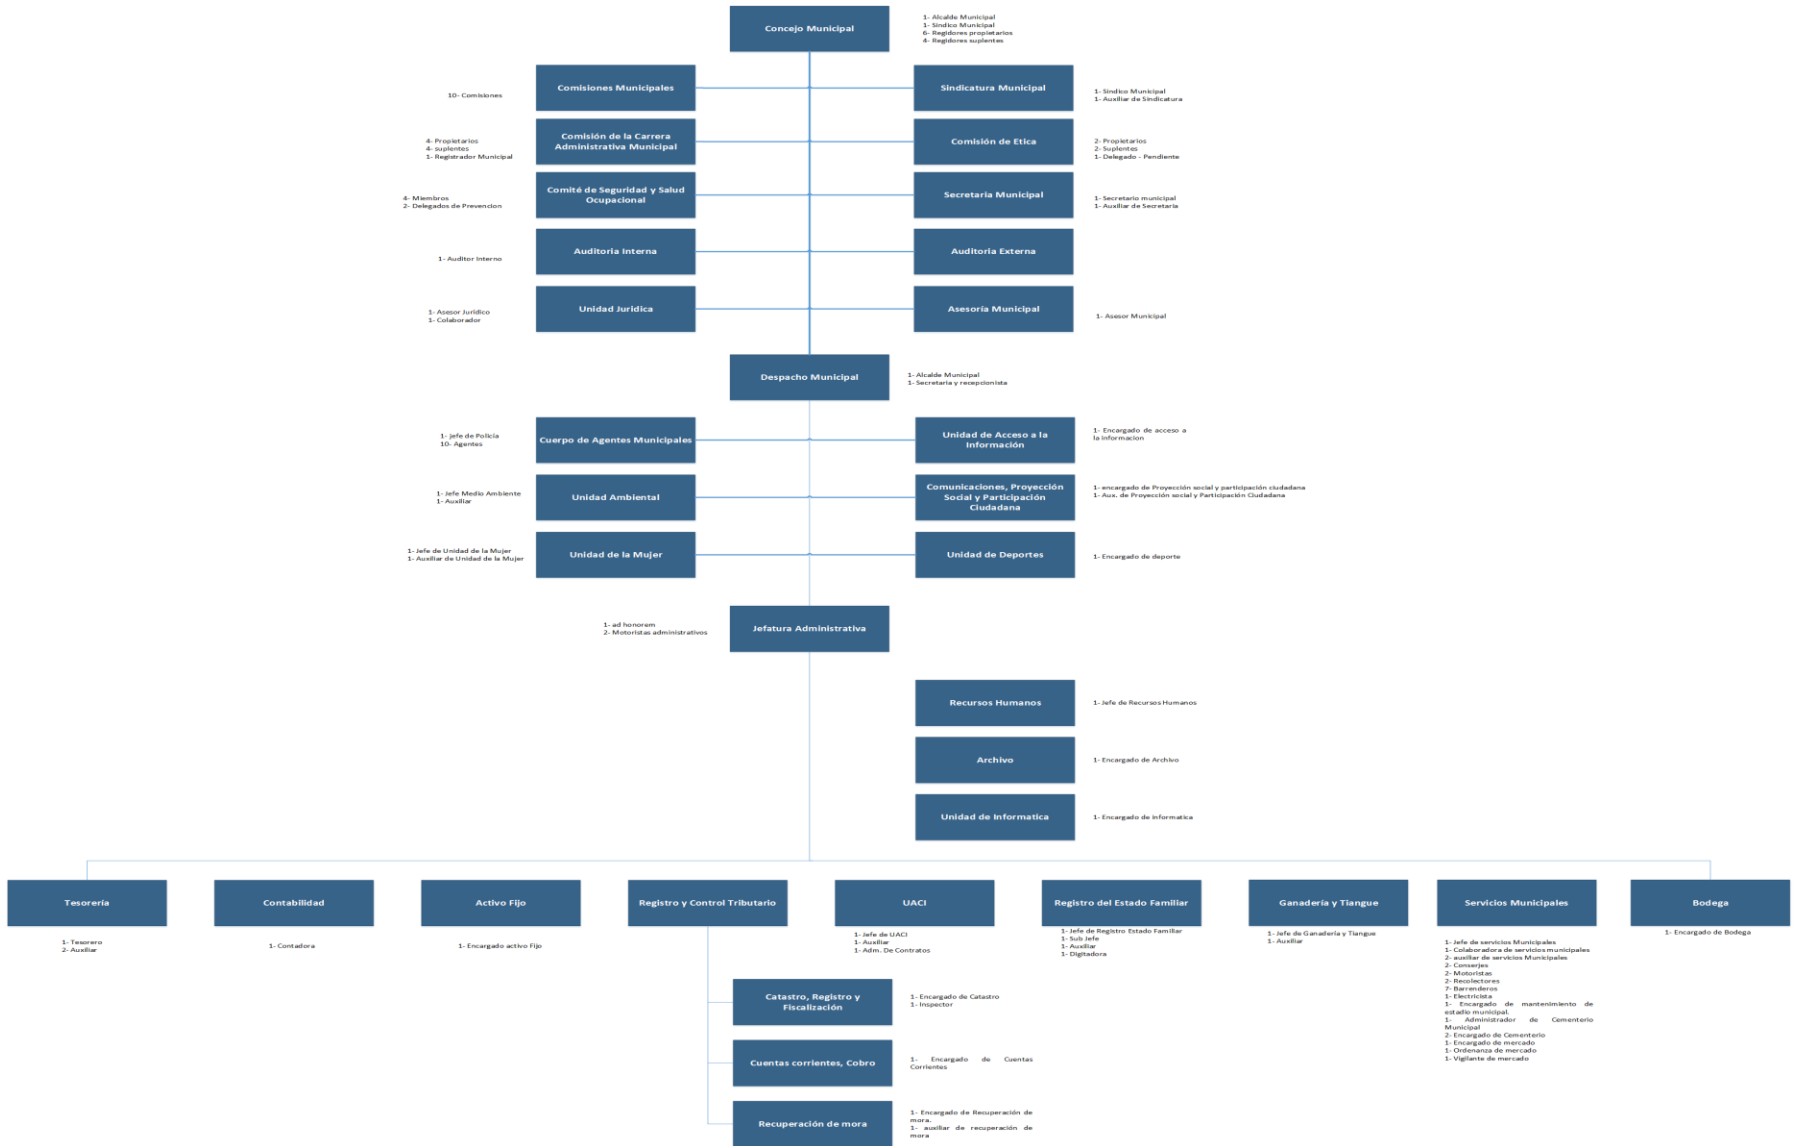 Concejo Municipal
1- Alcalde Municipal
1- Sindico Municipal
6- Regidores propietarios
4- Regidores suplentes
10- Comisiones
Comisiones Municipales
Sindicatura Municipal
1- Sindico Municipal
1- Auxiliar de Sindicatura
4- Propietarios
4- suplentes
1- Registrador Municipal
Comisión de la Carrera
Administrativa Municipal
Comisión de Etica
2- Propietarios
2- Suplentes
1- Delegado - Pendiente
4- Miembros
2- Delegados de Prevencion
Comité de Seguridad y Salud
Ocupacional
Secretaría Municipal
1- Secretario municipal
1- Auxiliar de Secretaria
1- Auditor Interno
Auditoria Interna
Auditoria Externa
1- Asesor Juridico
1- Colaborador
Unidad Juridica
Asesoría Municipal
1- Asesor Municipal
Despacho Municipal
1- Alcalde Municipal
1- Secretaria y recepcionista
1- jefe de Policia
10- Agentes
Cuerpo de Agentes Municipales
Unidad de Acceso a la
Información
1- Encargado de acceso a
la informacion
1- Jefe Medio Ambiente
1- Auxiliar
Unidad Ambiental
Comunicaciones, Proyección
Social y Participación
Ciudadana
1- encargado de Proyección social y participación ciudadana
1- Aux. de Proyección social y Participación Ciudadana
1- Jefe de Unidad de la Mujer
1- Auxiliar de Unidad de la Mujer
Unidad de la Mujer
Unidad de Deportes
1- Encargado de deporte
1- ad honorem
2- Motoristas administrativos
Jefatura Administrativa
Recursos Humanos
1- Jefe de Recursos Humanos
Archivo
1- Encargado de Archivo
Unidad de Informatica
1- Encargado de informatica
Tesorería
1- Tesorero
2- Auxiliar
Contabilidad
1- Contadora
Activo Fijo
1- Encargado activo Fijo
Registro y Control Tributario
UACI
1- Jefe de UACI
1- Auxiliar
1- Adm. De Contratos
Registro del Estado Familiar
1- Jefe de Registro Estado Familiar
1- Sub Jefe
1- Auxiliar
1- Digitadora
Ganadería y Tiangue
1- Jefe de Ganadería y Tiangue
1- Auxiliar
Servicios Municipales
1- Jefe de servicios Municipales
1- Colaboradora de servicios municipales
2- auxiliar de servicios Municipales
2- Conserjes
2- Motoristas
2- Recolectores
7- Barrenderos
1- Electricista
1- Encargado de mantenimiento de
estadio municipal.
1- Administrador de Cementerio
Municipal
2- Encargado de Cementerio
1- Encargado de mercado
1- Ordenanza de mercado
1- Vigilante de mercado
Bodega
1- Encargado de Bodega
Catastro, Registro y
Fiscalización
1- Encargado de Catastro
1- Inspector
Cuentas corrientes, Cobro
1- Encargado de Cuentas
Corrientes
Recuperación de mora
1- Encargado de Recuperación de
mora.
1- auxiliar de recuperación de
mora